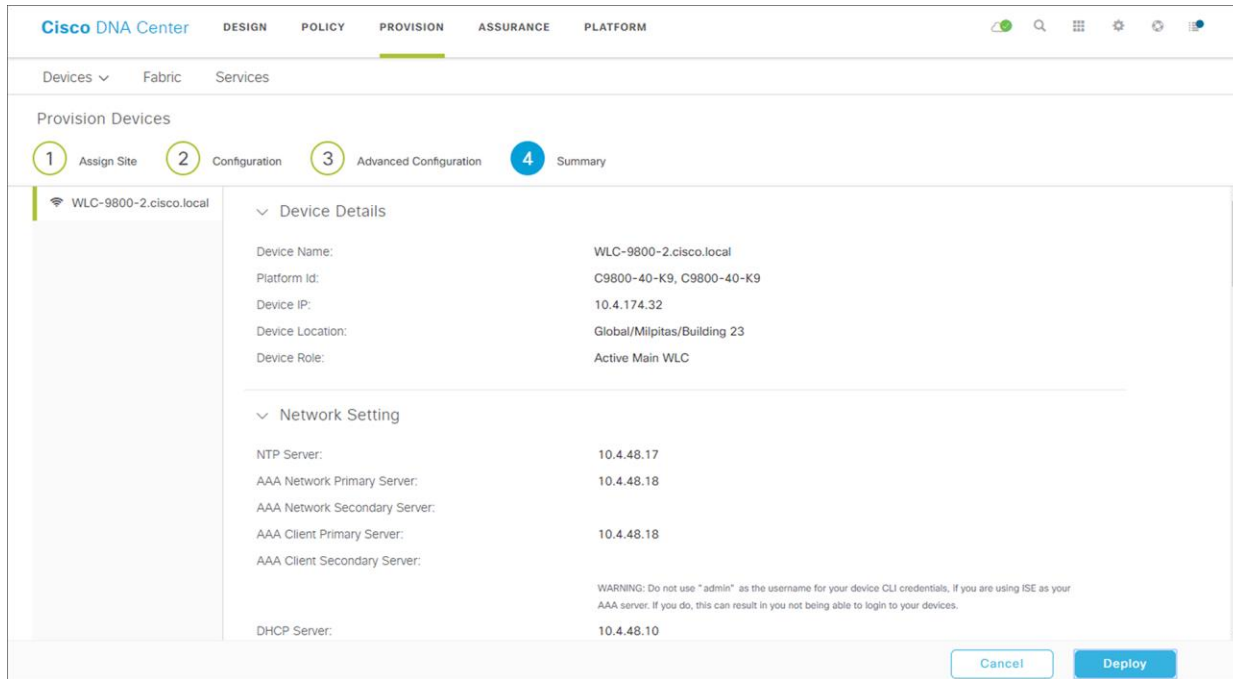 Cisco DNA Center DESIGN POLICY PROVISION ASSURANCE PLATFORM
Devices Fabric Services
Provision Devices
1 Assign Site 2 Configuration 3 Advanced Configuration 4 Summary
WLC-9800-2.cisco.local
Device Details
Device Name: WLC-9800-2.cisco.local
Platform Id: C9800-40-K9, C9800-40-K9
Device IP: 10.4.174.32
Device Location: Global/Milpitas/Building 23
Device Role: Active Main WLC
Network Setting
NTP Server: 10.4.48.17
AAA Network Primary Server: 10.4.48.18
AAA Network Secondary Server:
AAA Client Primary Server: 10.4.48.18
AAA Client Secondary Server:
WARNING: Do not use "admin" as the username for your device CLI credentials, if you are using ISE as your
AAA server. If you do, this can result in you not being able to login to your devices.
DHCP Server: 10.4.48.10
Cancel Deploy